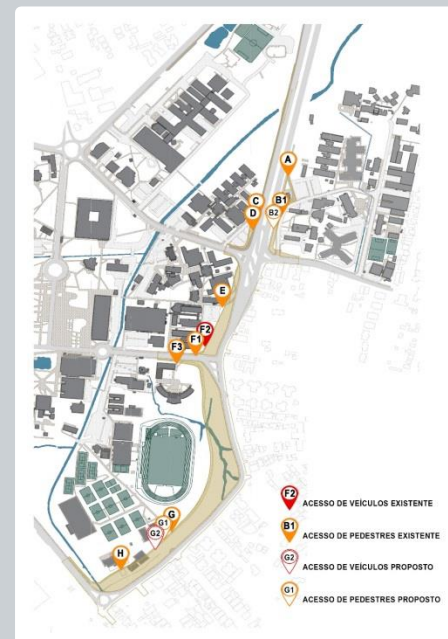 A
C
B1
D
B2
E
F2
F1
F3
G
G1
G2
H
F2 ACESSO DE VEÍCULOS EXISTENTE
B1 ACESSO DE PEDESTRES EXISTENTE
G2 ACESSO DE VEÍCULOS PROPOSTO
G1 ACESSO DE PEDESTRES PROPOSTO